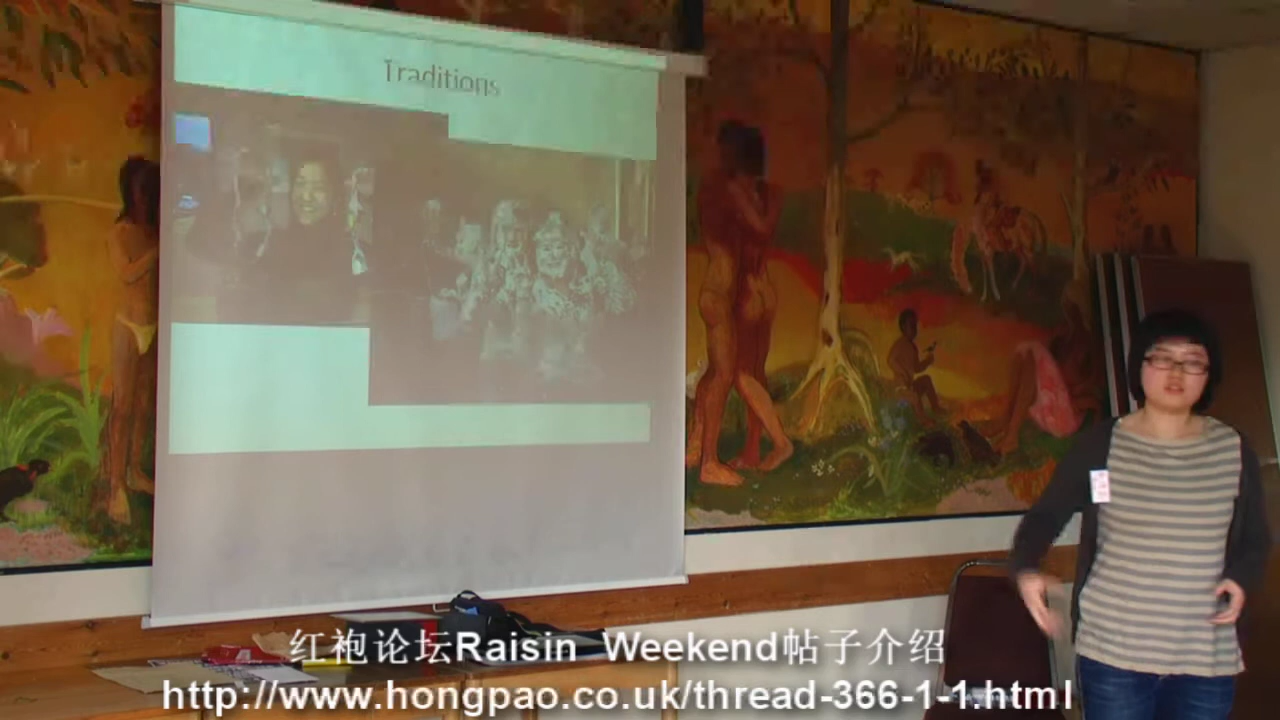 Traditions
红袍论坛Raisin Weekend帖子介绍
http://www.hongpao.co.uk/thread-366-1-1.html